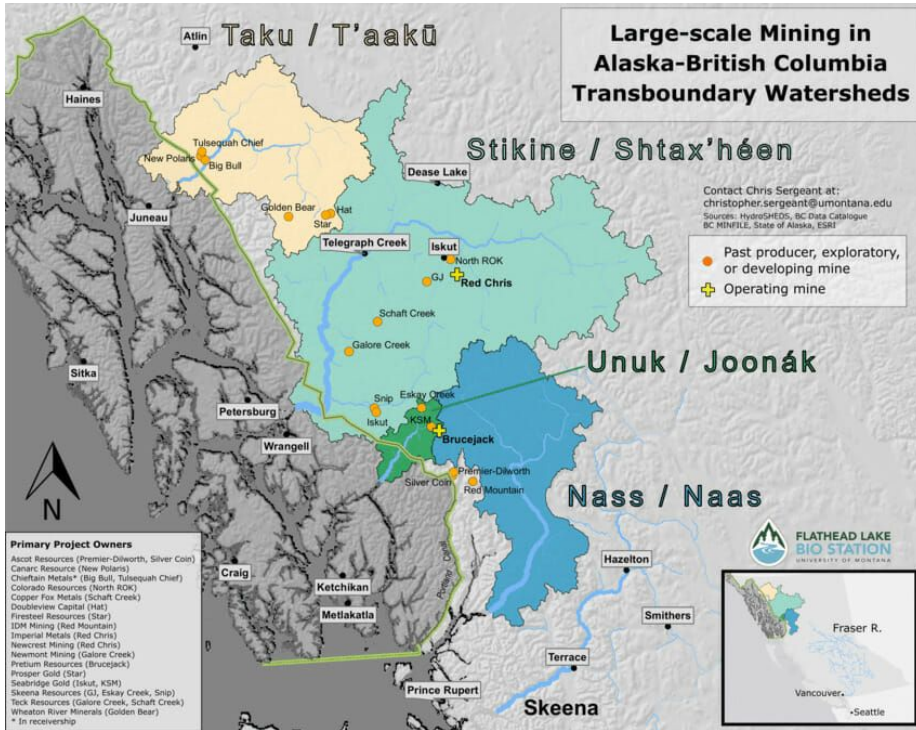 Large-scale Mining in
Alaska-British Columbia
Transboundary Watersheds
Taku / T'aakū
Atlin
Haines
Tulsequah Chief
New Polaris
Big Bull
Stikine / Shtax'héen
Dease Lake
Juneau
Golden Bear
Hat
Star
Contact Chris Sergeant at:
christopher.sergeant@umontana.edu
Sources: HydroSHEDS, BC Data Catalogue
BC MINFILE, State of Alaska, ESRI
Telegraph Creek
Iskut
North ROK
GJ
Red Chris
Past producer, exploratory,
or developing mine
Operating mine
Schaft Creek
Galore Creek
Sitka
Unuk / Joonák
Petersburg
Snip
Eskay Creek
Iskut
KSM
Brucejack
Wrangell
Premier-Dilworth
Silver Coin
Red Mountain
N
Nass / Naas
Portland Canal
Hazelton
Craig
Ketchikan
Metlakatla
Smithers
Terrace
Prince Rupert
Skeena
Primary Project Owners
Ascot Resources (Premier-Dilworth, Silver Coin)
Canarc Resource (New Polaris)
Chieftain Metals* (Big Bull, Tulsequah Chief)
Colorado Resources (North ROK)
Copper Fox Metals (Schaft Creek)
Doubleview Capital (Hat)
Firesteel Resources (Star)
IDM Mining (Red Mountain)
Imperial Metals (Red Chris)
Newcrest Mining (Red Chris)
Newmont Mining (Galore Creek)
Pretium Resources (Brucejack)
Prosper Gold (Star)
Seabridge Gold (Iskut, KSM)
Skeena Resources (GJ, Eskay Creek, Snip)
Teck Resources (Galore Creek, Schaft Creek)
Wheaton River Minerals (Golden Bear)
* In receivership
FLATHEAD LAKE
BIO STATION
UNIVERSITY OF MONTANA
Fraser R.
Vancouver
Seattle